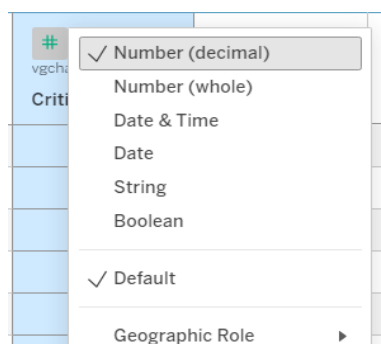 vgcha
Criti
Number (decimal)
Number (whole)
Date & Time
Date
String
Boolean
Default
Geographic Role